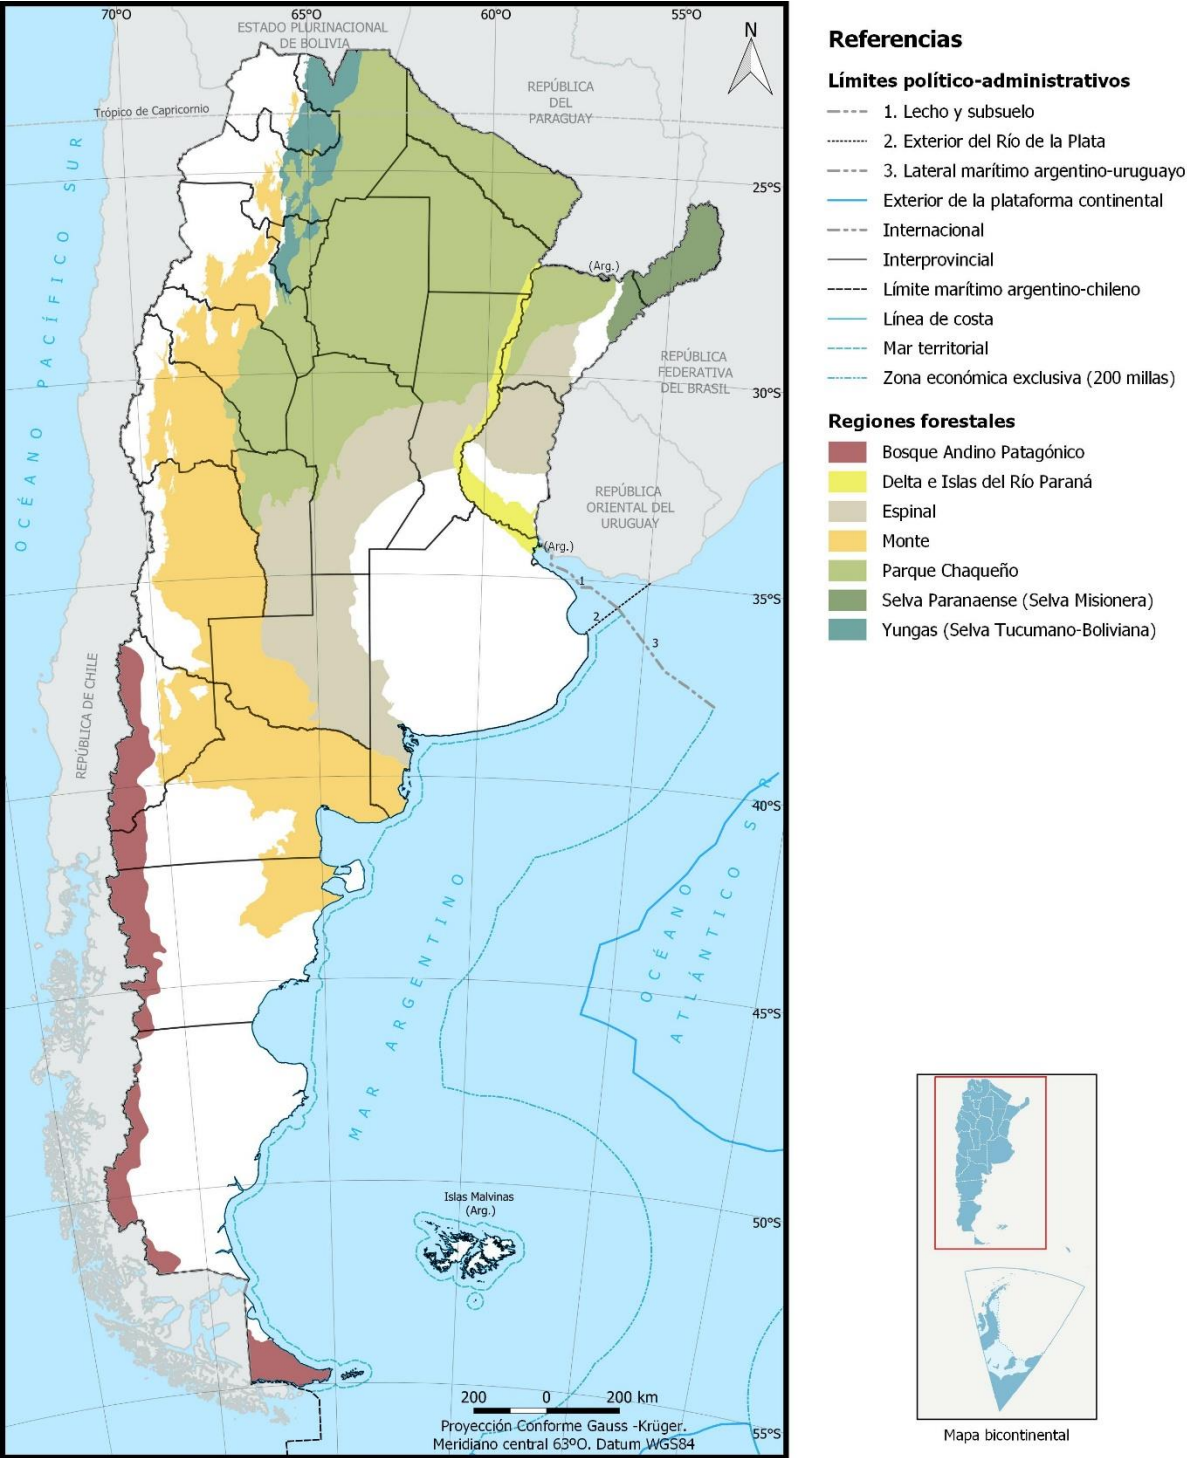 70°O
65°O
60°O
55°O
ESTADO PLURINACIONAL
DE BOLIVIA
N
REPÚBLICA
DEL
PARAGUAY
Trópico de Capricornio
25°S
(Arg.)
REPÚBLICA
FEDERATIVA
DEL BRASIL
30°S
REPÚBLICA
ORIENTAL DEL
URUGUAY
(Arg.)
1
2
3
35°S
OCÉANO PACÍFICO SUR
REPÚBLICA DE CHILE
40°S
OCÉANO
ATLÁNTICO SR
MAR ARGENTINO
45°S
Islas Malvinas
(Arg.)
50°S
200 0 200 km
Proyección Conforme Gauss -Krüger.
Meridiano central 63°O. Datum WGS84
55°S
Referencias
Límites político-administrativos
1. Lecho y subsuelo
2. Exterior del Río de la Plata
3. Lateral marítimo argentino-uruguayo
Exterior de la plataforma continental
Internacional
Interprovincial
Límite marítimo argentino-chileno
Línea de costa
Mar territorial
Zona económica exclusiva (200 millas)
Regiones forestales
Bosque Andino Patagónico
Delta e Islas del Río Paraná
Espinal
Monte
Parque Chaqueño
Selva Paranaense (Selva Misionera)
Yungas (Selva Tucumano-Boliviana)
Mapa bicontinental